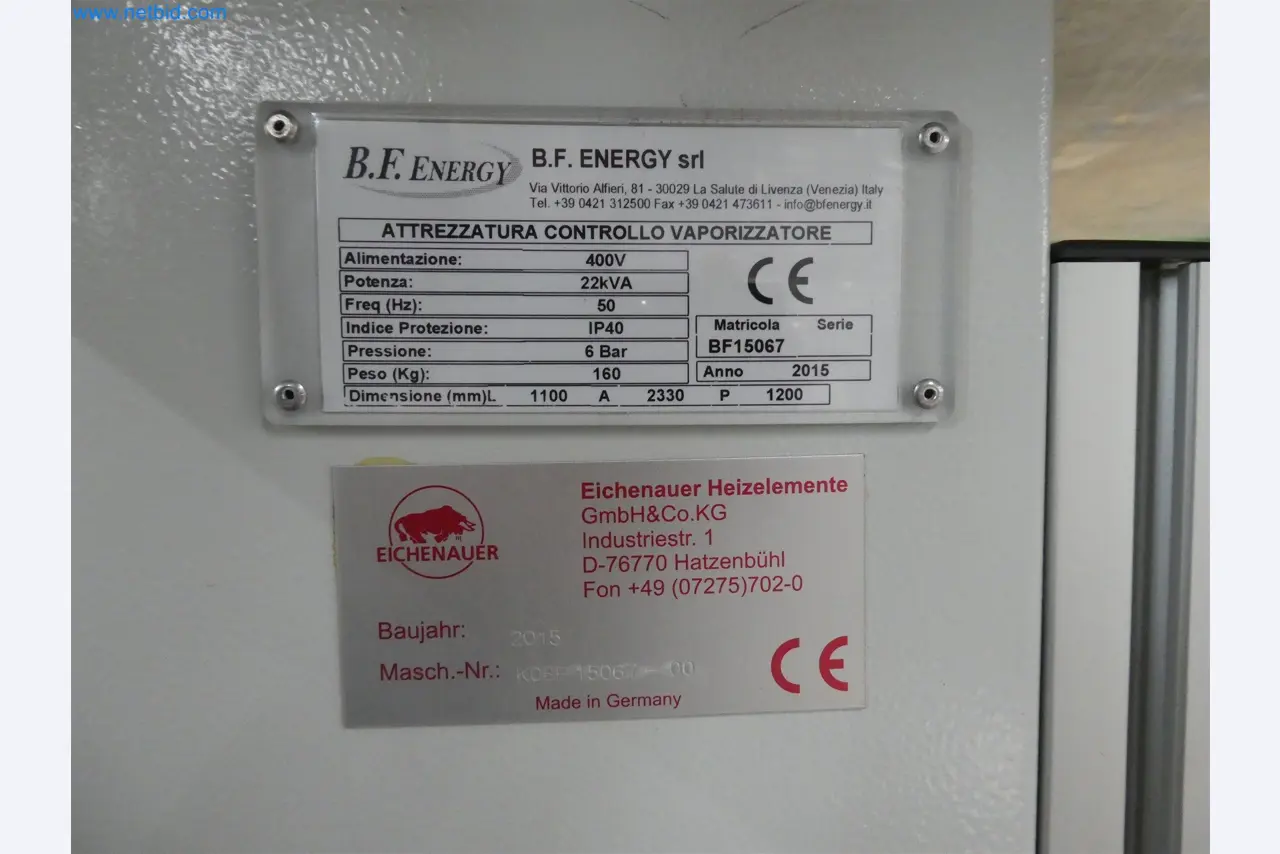 www.netbid.com
B.F. ENERGY
B.F. ENERGY srl
Via Vittorio Alfieri, 81 - 30029 La Salute di Livenza (Venezia) Italy
Tel. +39 0421 312500 Fax +39 0421 473611 - info@bfenergy.it
ATTREZZATURA CONTROLLO VAPORIZZATORE
Alimentazione: 400V
Potenza: 22kVA
Freq (Hz): 50
Indice Protezione: IP40
Pressione: 6 Bar
Peso (Kg): 160
Dimensione (mm)L 1100 A 2330 P 1200
CE
Matricola Serie
BF15067
Anno 2015
EICHENAUER
Eichenauer Heizelemente
GmbH&Co.KG
Industriestr. 1
D-76770 Hatzenbühl
Fon +49 (07275)702-0
Baujahr: 2015
Masch.-Nr.:
CE
Made in Germany